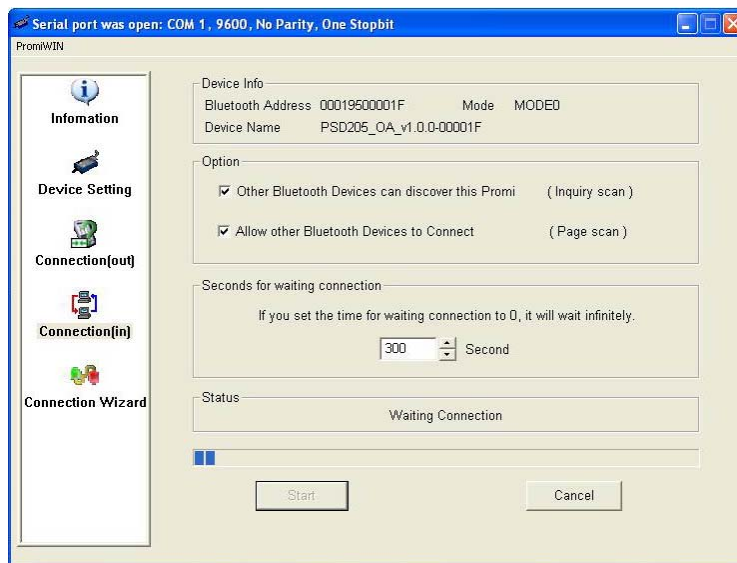 Serial port was open: COM 1, 9600, No Parity, One Stopbit
PromiWIN
Infomation
Device Setting
Connection(out)
Connection(in)
Connection Wizard
Device Info
Bluetooth Address 00019500001F Mode MODE0
Device Name PSD205_OA_v1.0.0-00001F
Option
Other Bluetooth Devices can discover this Promi ( Inquiry scan )
Allow other Bluetooth Devices to Connect ( Page scan )
Seconds for waiting connection
If you set the time for waiting connection to 0, it will wait infinitely.
300 Second
Status
Waiting Connection
Start Cancel